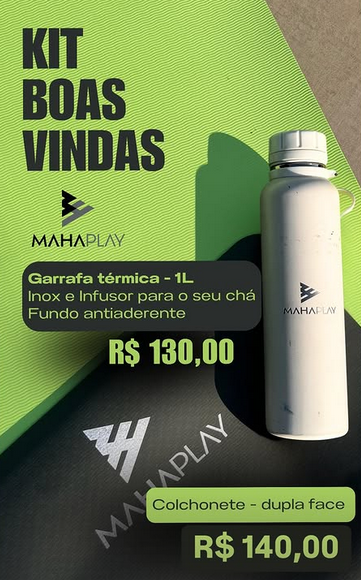 KIT
BOAS
VINDAS
MAHAPLAY
Garrafa térmica - 1L
Inox e Infusor para o seu chá
Fundo antiaderente
R$ 130,00
MAHAPLAY
MAHAPLAY
Colchonete - dupla face
R$ 140,00